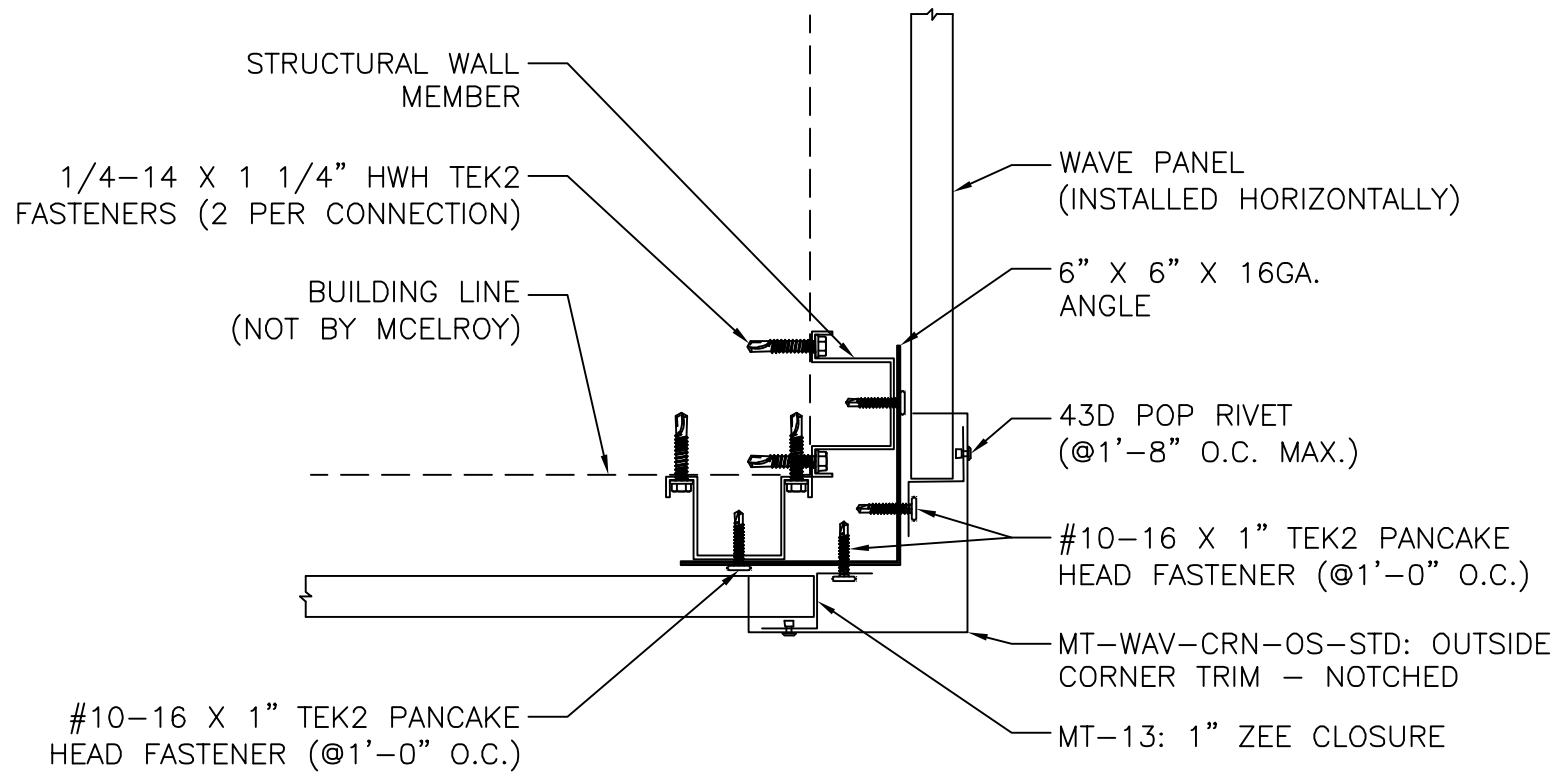 STRUCTURAL WALL
MEMBER
1/4-14 X 1 1/4" HWH TEK2
FASTENERS (2 PER CONNECTION)
BUILDING LINE
(NOT BY MCELROY)
#10-16 X 1" TEK2 PANCAKE
HEAD FASTENER (@1'-0" O.C.)
WAVE PANEL
(INSTALLED HORIZONTALLY)
6" X 6" X 16GA.
ANGLE
43D POP RIVET
(@1'-8" O.C. MAX.)
#10-16 X 1" TEK2 PANCAKE
HEAD FASTENER (@1'-0" O.C.)
MT-WAV-CRN-OS-STD: OUTSIDE
CORNER TRIM - NOTCHED
MT-13: 1" ZEE CLOSURE